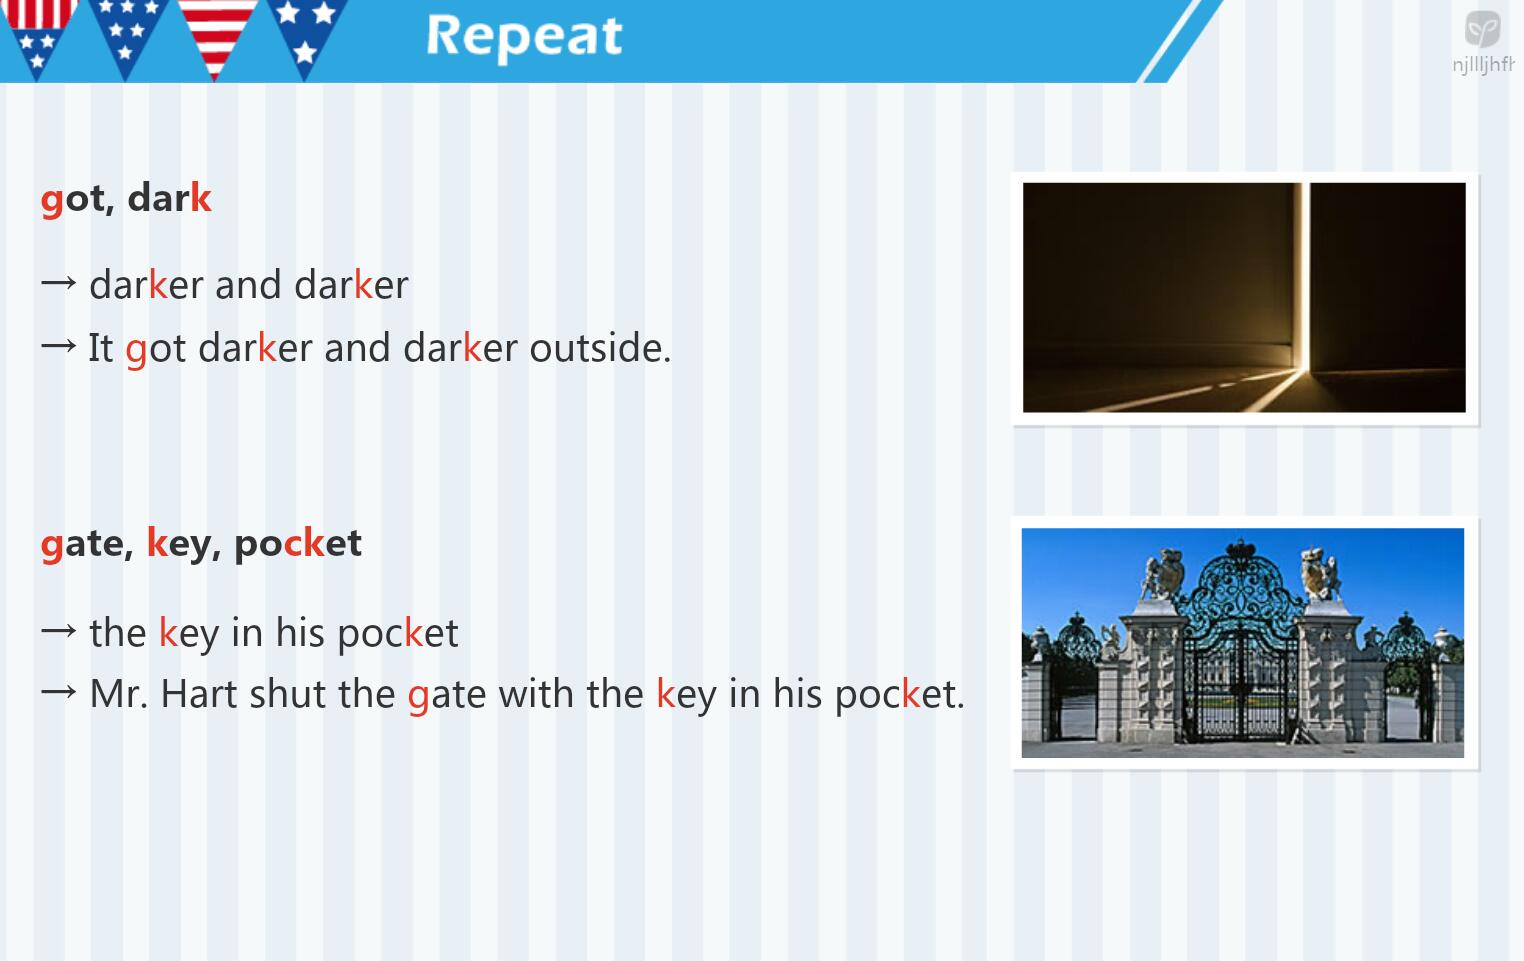 Repeat
got, dark
→ darker and darker
→ It got darker and darker outside.
gate, key, pocket
→ the key in his pocket
→ Mr. Hart shut the gate with the key in his pocket.